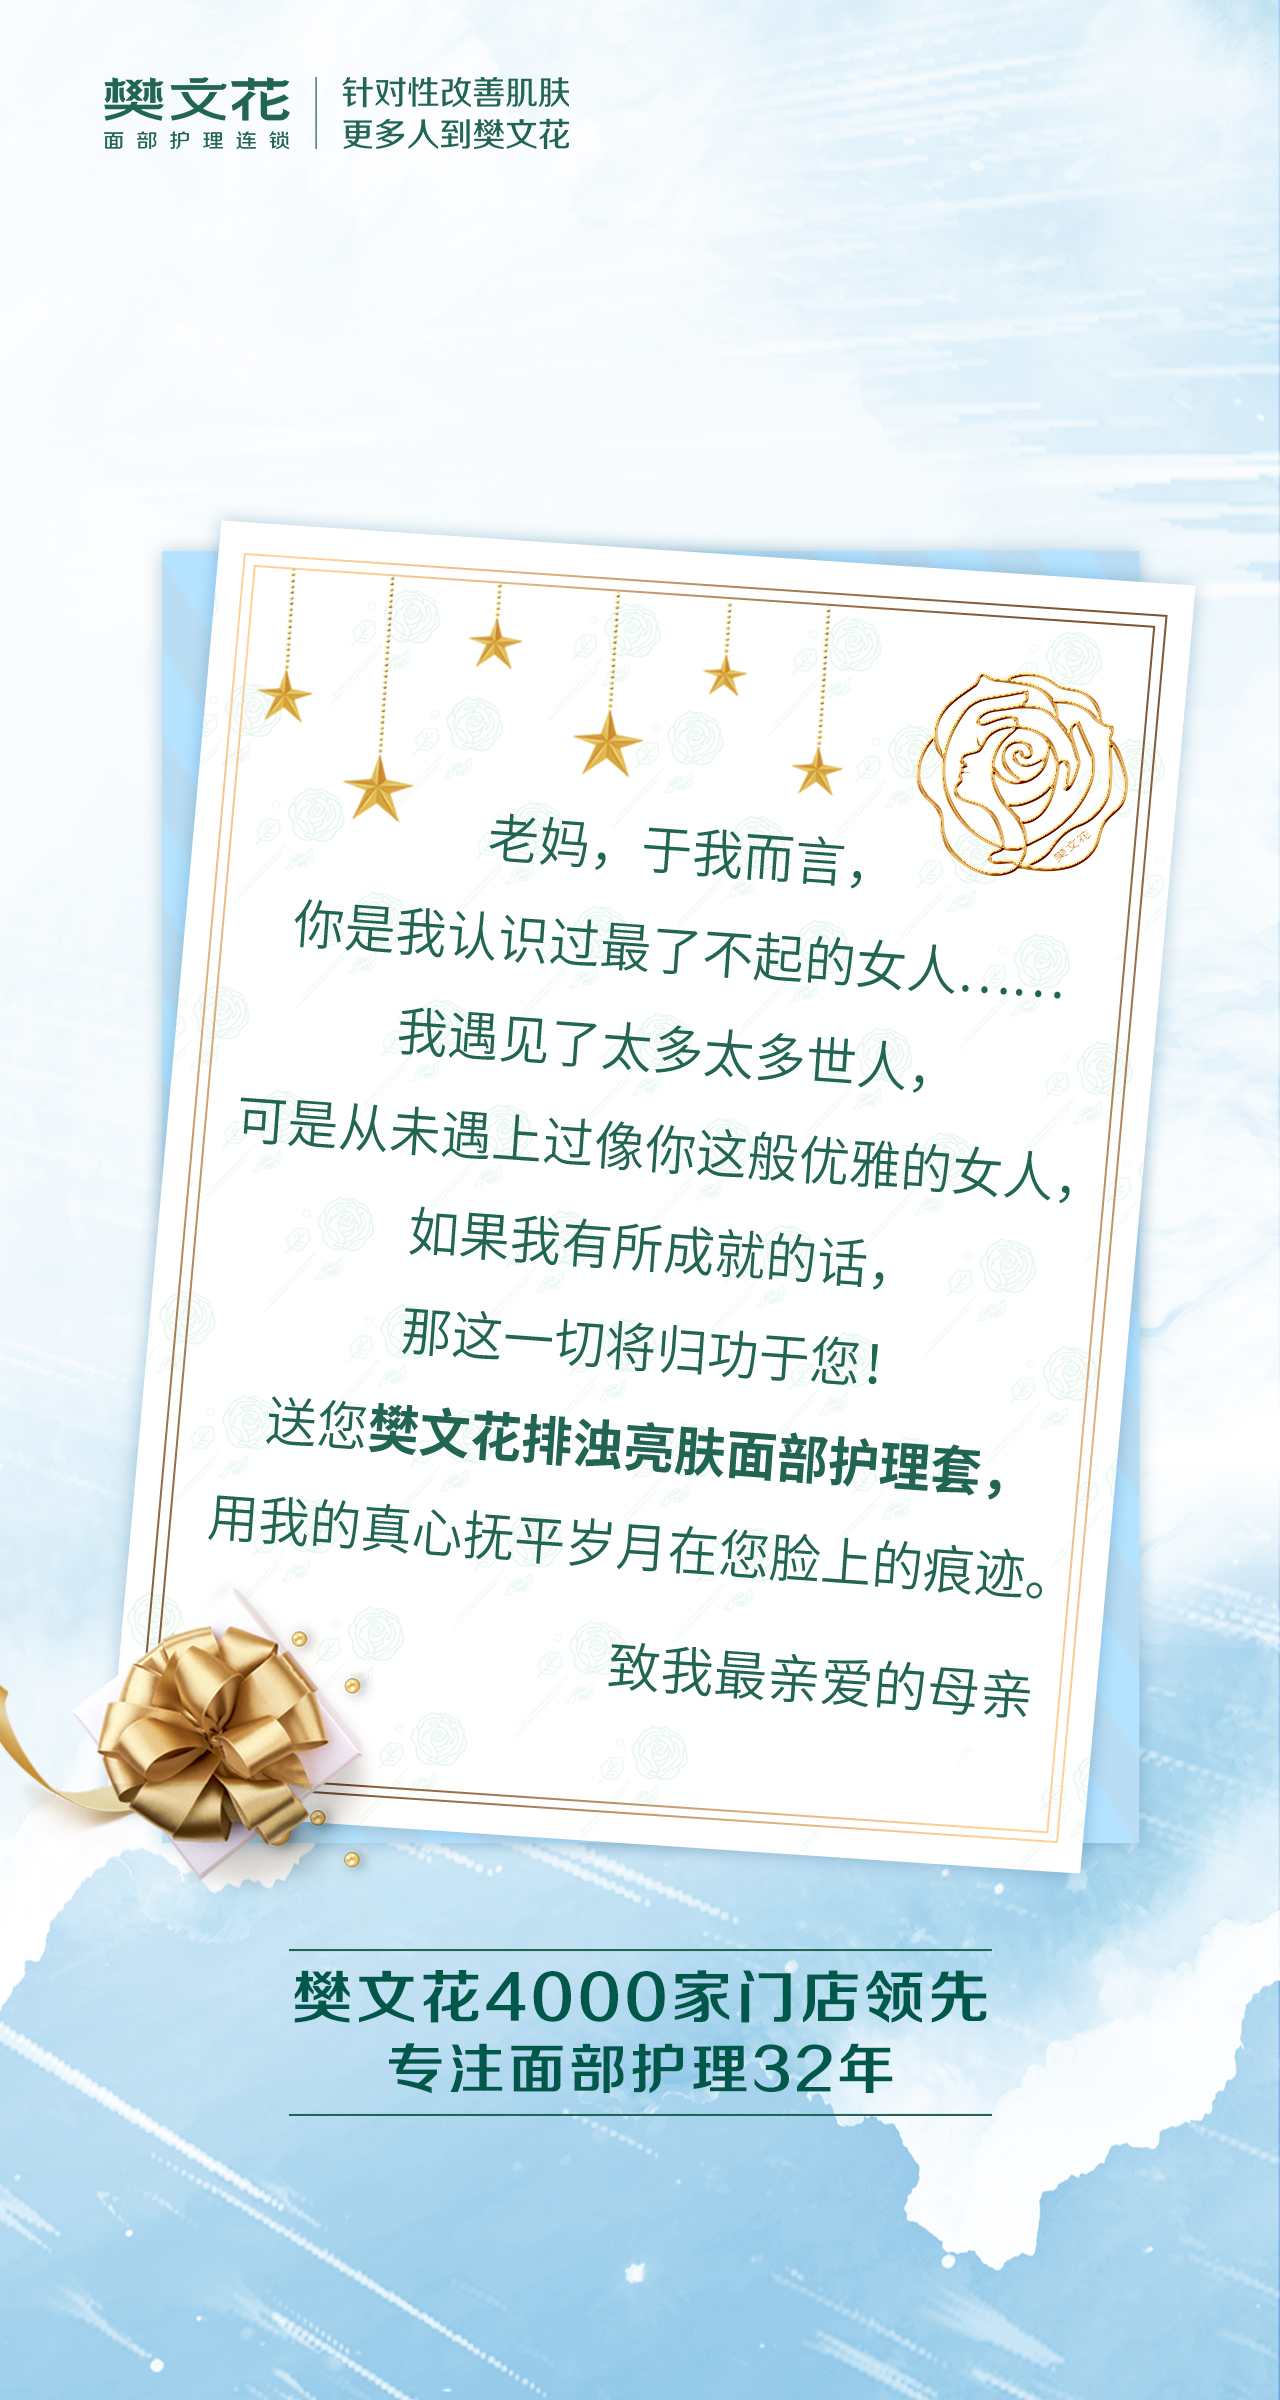 樊文花
面部护理连锁
针对性改善肌肤
更多人到樊文花
樊文花
老妈，于我而言，
你是我认识过最了不起的女人……
我遇见了太多太多世人，
可是从未遇上过像你这般优雅的女人，
如果我有所成就的话，
那这一切将归功于您！
送您樊文花排浊亮肤面部护理套，
用我的真心抚平岁月在您脸上的痕迹。
致我最亲爱的母亲
樊文花4000家门店领先
专注面部护理32年